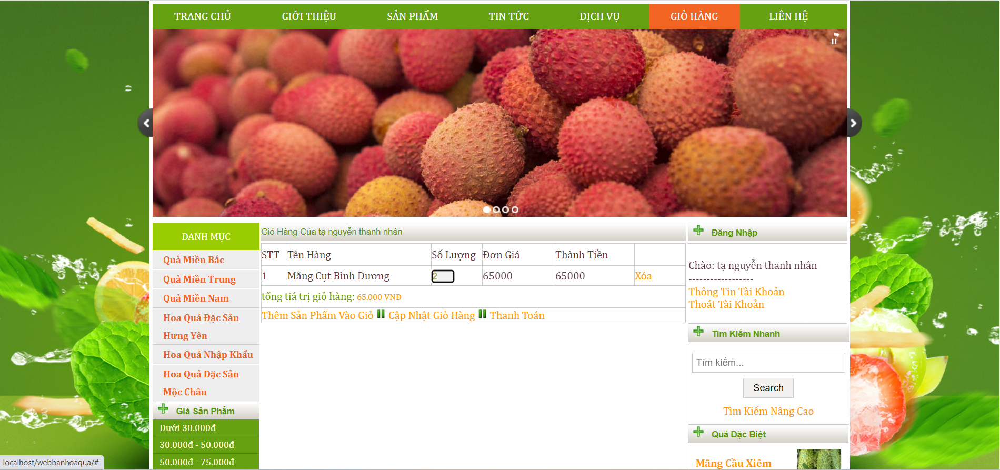 TRANG CHỦ GIỚI THIỆU SẢN PHẨM TIN TỨC DỊCH VỤ GIỎ HÀNG LIÊN HỆ
DANH MỤC
Quả Miền Bắc
Quả Miền Trung
Quả Miền Nam
Hoa Quả Đặc Sản
Hưng Yên
Hoa Quả Nhập Khẩu
Hoa Quả Đặc Sản
Mộc Châu
Giá Sản Phẩm
Dưới 30.000đ
30.000đ - 50.000đ
50.000đ - 75.000đ
Giỏ Hàng Của tạ nguyễn thanh nhân
STT Tên Hàng Số Lượng Đơn Giá Thành Tiền
1 Măng Cụt Bình Dương 2 65000 65000 Xóa
tổng tiá trị giỏ hàng: 65.000 VNĐ
Thêm Sản Phẩm Vào Giỏ Cập Nhật Giỏ Hàng Thanh Toán
Đăng Nhập
Chào: tạ nguyễn thanh nhân
------------------
Thông Tin Tài Khoản
Thoát Tài Khoản
Tìm Kiếm Nhanh
Tìm kiếm...
Search
Tìm Kiếm Nâng Cao
Quả Đặc Biệt
Mãng Cầu Xiêm
localhost/webbanhoaqua/#